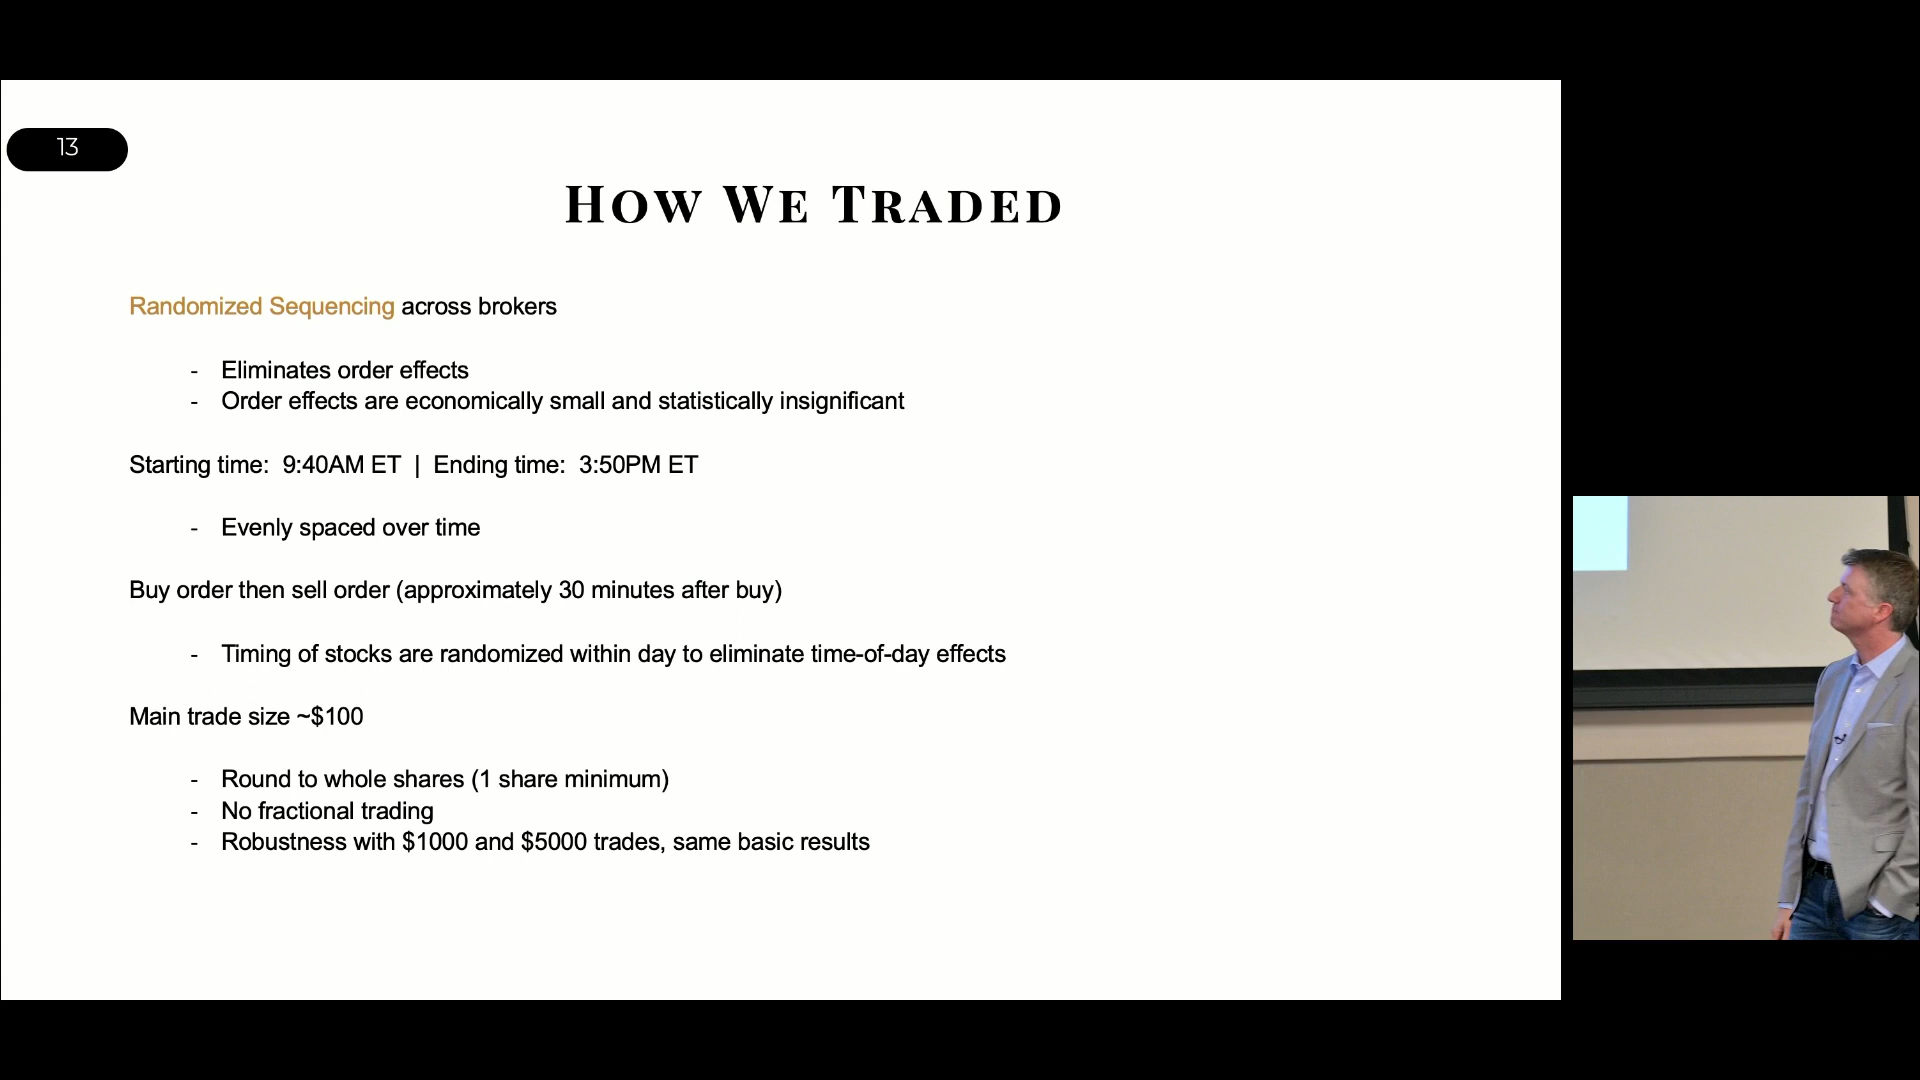 13
How We Traded
Randomized Sequencing across brokers
- Eliminates order effects
- Order effects are economically small and statistically insignificant
Starting time: 9:40AM ET | Ending time: 3:50PM ET
- Evenly spaced over time
Buy order then sell order (approximately 30 minutes after buy)
- Timing of stocks are randomized within day to eliminate time-of-day effects
Main trade size ~$100
- Round to whole shares (1 share minimum)
- No fractional trading
- Robustness with $1000 and $5000 trades, same basic results